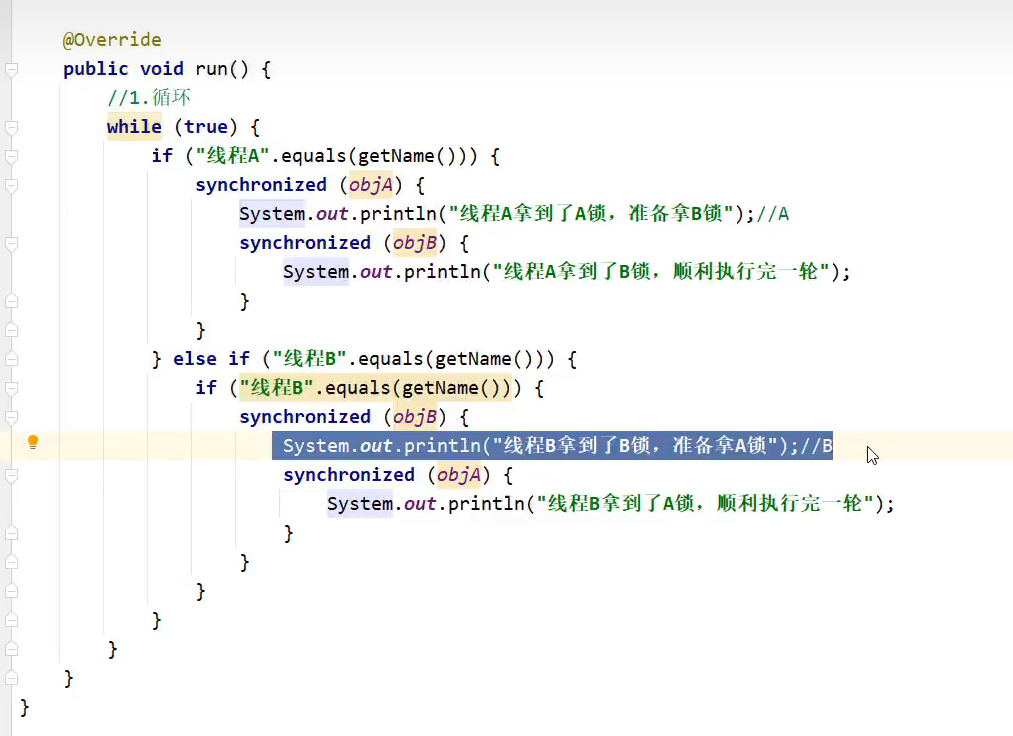 @Override
public void run() {
//1.循环
while (true) {
if ("线程A".equals(getName())) {
synchronized (objA) {
System.out.println("线程A拿到了A锁，准备拿B锁");//A
synchronized (objB) {
System.out.println("线程A拿到了B锁，顺利执行完一轮");
}
}
} else if ("线程B".equals(getName())) {
if ("线程B".equals(getName())) {
synchronized (objB) {
System.out.println("线程B拿到了B锁，准备拿A锁");//B
synchronized (objA) {
System.out.println("线程B拿到了A锁，顺利执行完一轮");
}
}
}
}
}
}
}